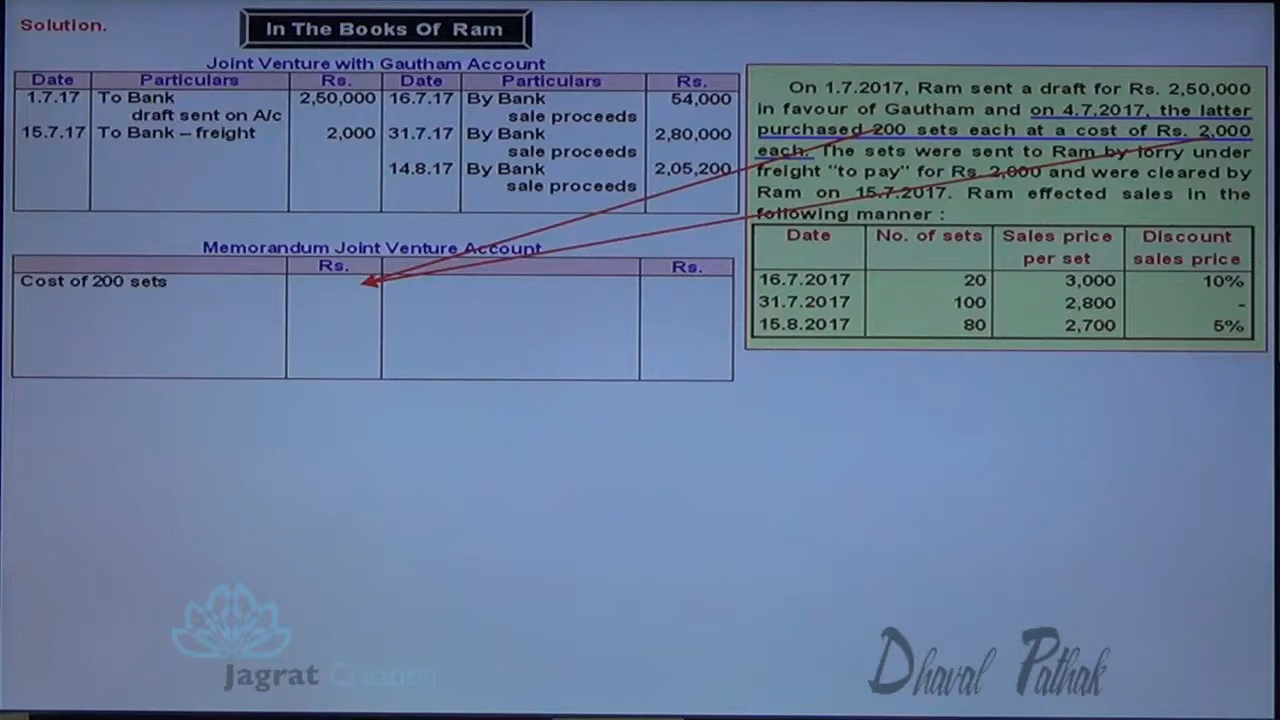 Solution.
In The Books Of Ram
Joint Venture with Gautham Account
Date Particulars Rs. Date Particulars Rs.
1.7.17 To Bank 2,50,000 16.7.17 By Bank 54,000
draft sent on A/c sale proceeds
15.7.17 To Bank – freight 2,000 31.7.17 By Bank 2,80,000
sale proceeds
14.8.17 By Bank 2,05,200
sale proceeds
Memorandum Joint Venture Account
Rs. Rs.
Cost of 200 sets
On 1.7.2017, Ram sent a draft for Rs. 2,50,000
in favour of Gautham and on 4.7.2017, the latter
purchased 200 sets each at a cost of Rs. 2,000
each. The sets were sent to Ram by lorry under
freight "to pay" for Rs. 2,000 and were cleared by
Ram on 15.7.2017. Ram effected sales in the
following manner :
Date No. of sets Sales price Discount
per set sales price
16.7.2017 20 3,000 10%
31.7.2017 100 2,800 -
15.8.2017 80 2,700 5%
Jagrat Creation
Dhaval Pathak